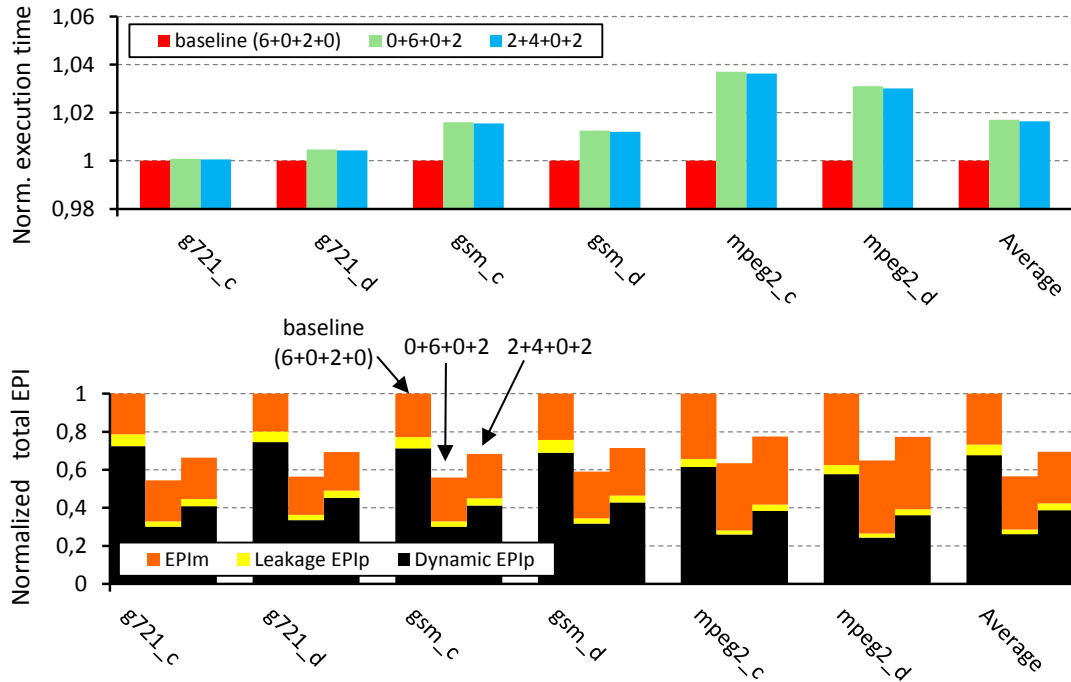 Norm. execution time
1,06
1,04
1,02
1
0,98
baseline (6+0+2+0) 0+6+0+2 2+4+0+2
g721_c g721_d gsm_c gsm_d mpeg2_c mpeg2_d Average
baseline
(6+0+2+0)
0+6+0+2 2+4+0+2
Normalized total EPI
1
0,8
0,6
0,4
0,2
0
EPIm Leakage EPIp Dynamic EPIp
g721_c g721_d gsm_c gsm_d mpeg2_c mpeg2_d Average